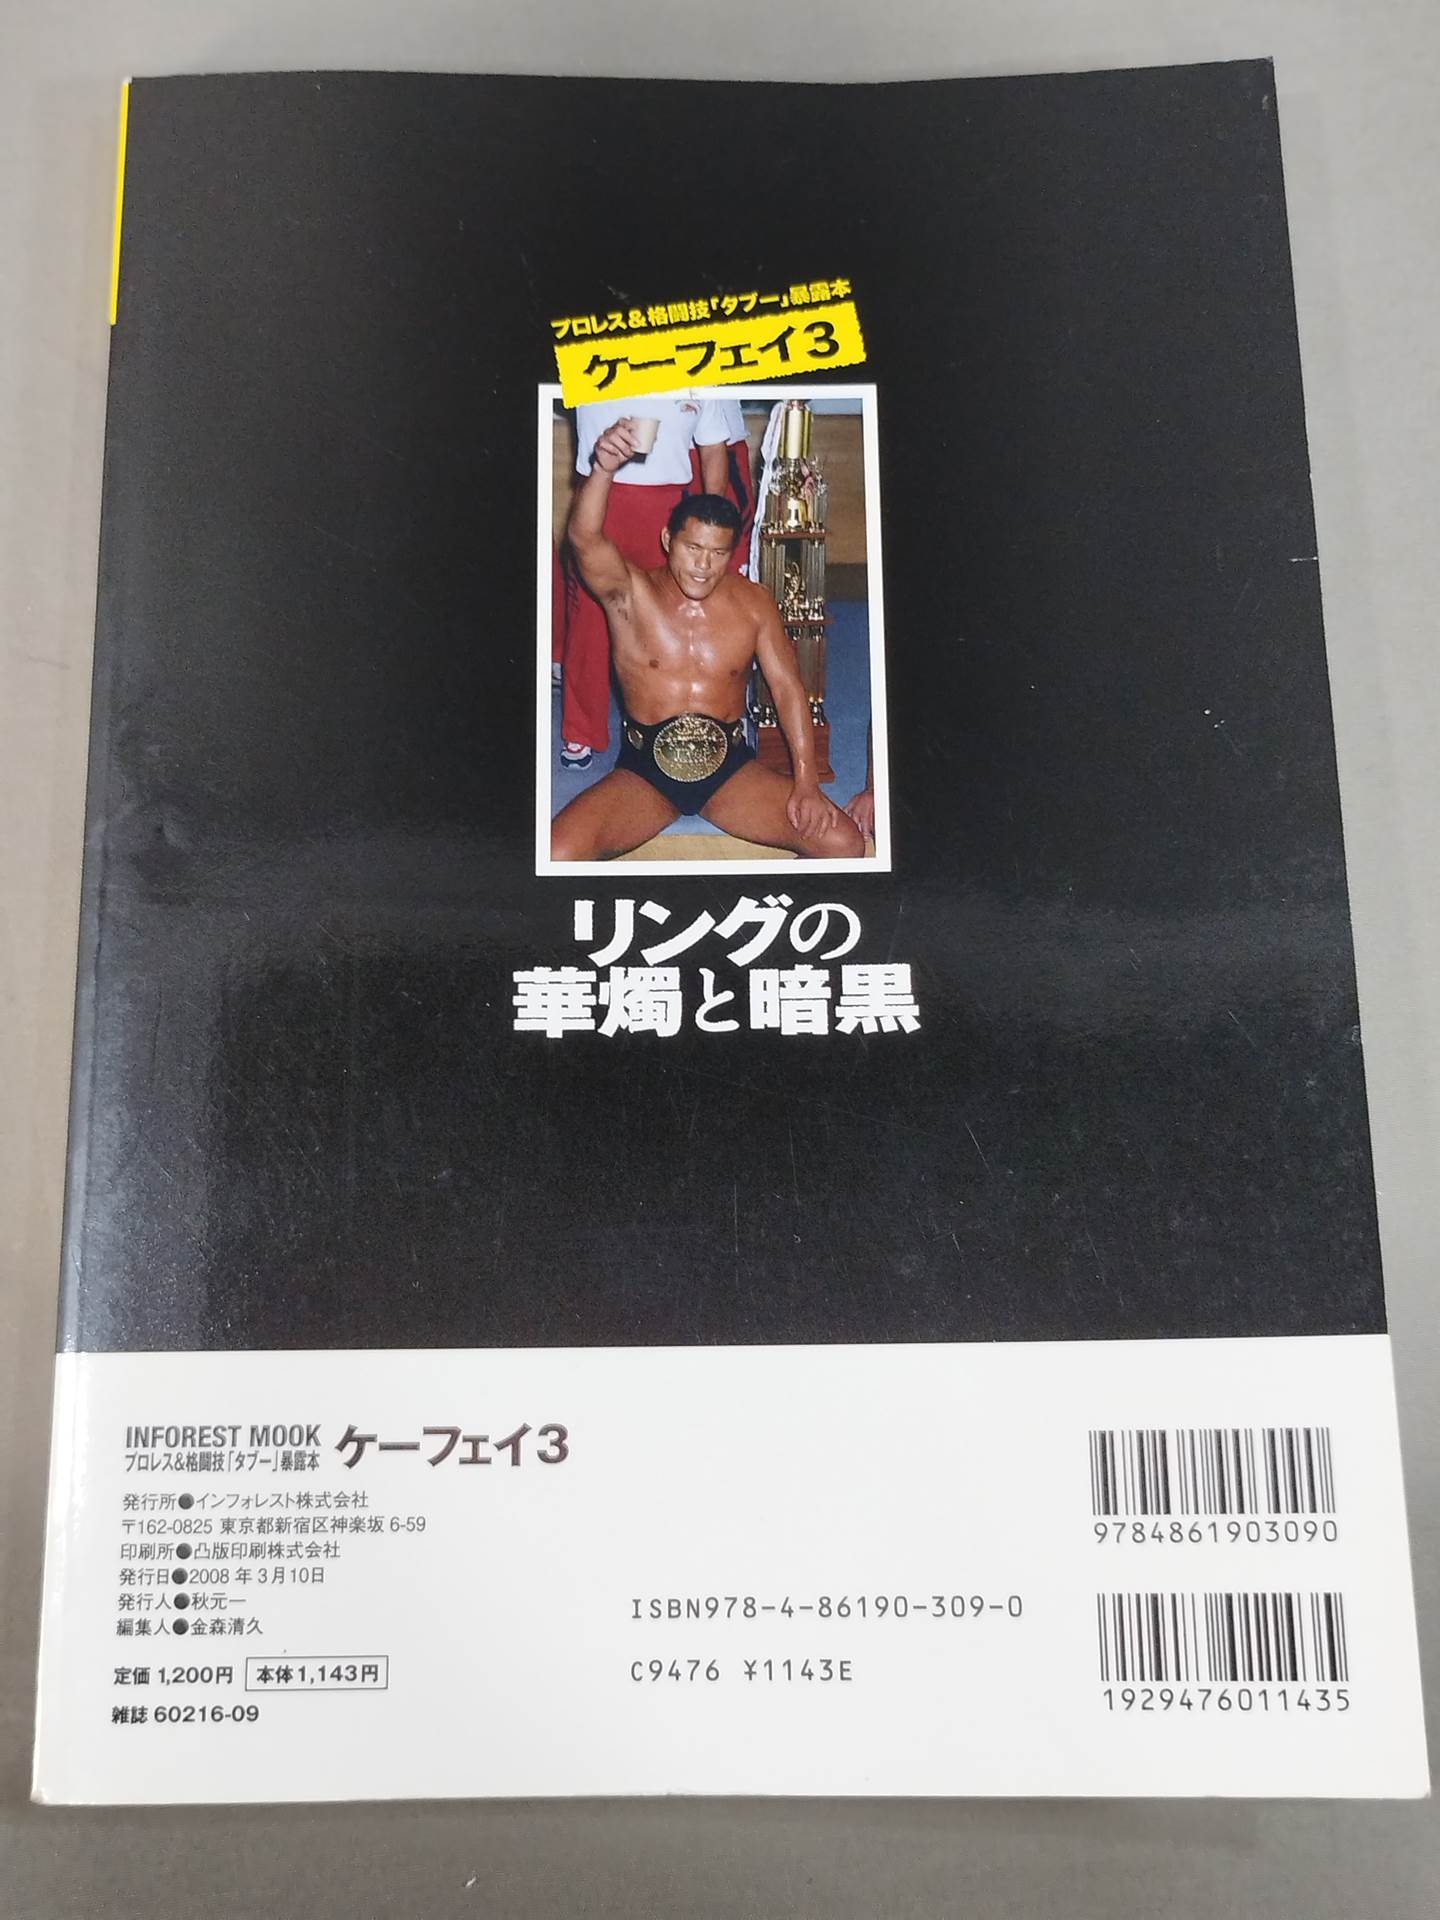 プロレス&格闘技「タブー」暴露本
ケーフェイ3
リングの
華燭と暗黒
INFOREST MOOK
プロレス&格闘技「タブー」暴露本
ケーフェイ3
発行所●インフォレスト株式会社
〒162-0825 東京都新宿区神楽坂 6-59
印刷所●凸版印刷株式会社
発行日●2008年3月10日
発行人●秋元一
編集人●金森清久
定価 1,200円 本体1,143円
雑誌 60216-09
ISBN978-4-86190-309-0
C9476 ¥1143E
9784861903090
1929476011435